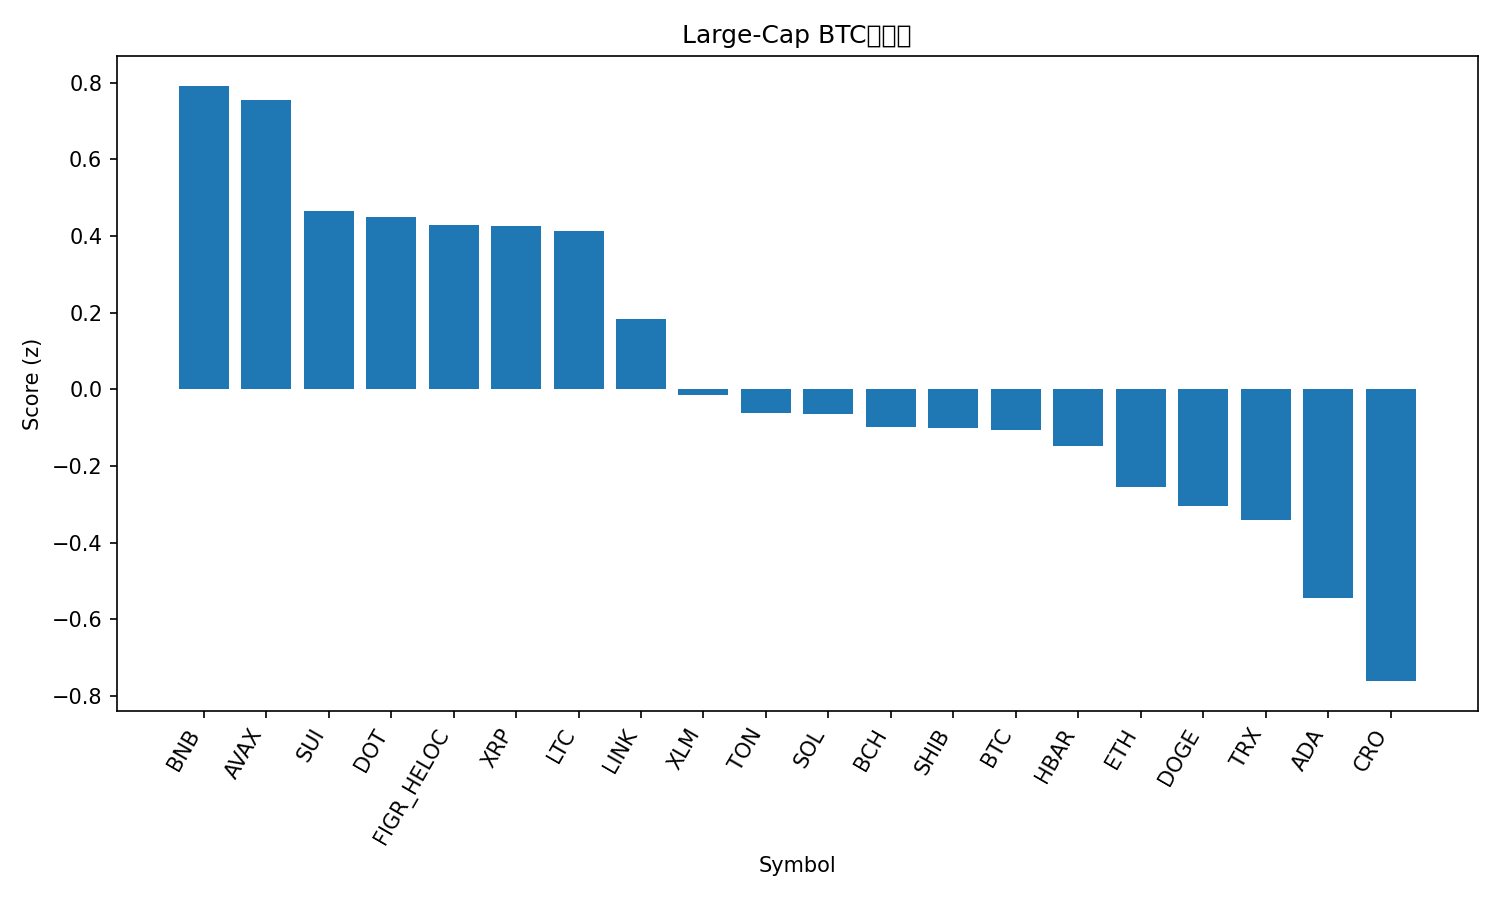 Large-Cap BTC
0.8
0.6
0.4
0.2
0.0
−0.2
−0.4
−0.6
−0.8
Score (z)
BNB
AVAX
SUI
DOT
FIGR_HELOC
XRP
LTC
LINK
XLM
TON
SOL
BCH
SHIB
BTC
HBAR
ETH
DOGE
TRX
ADA
CRO
Symbol